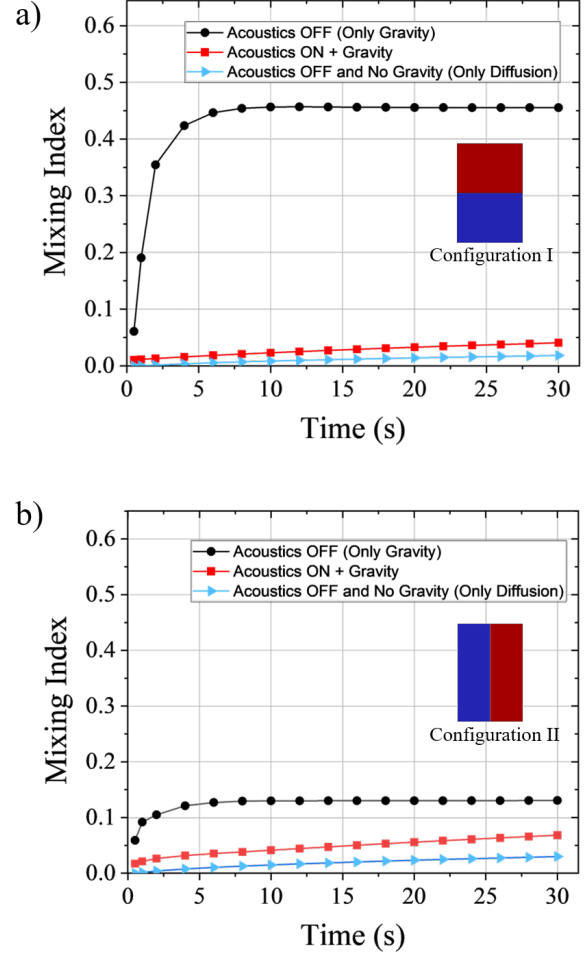 a)
Acoustics OFF (Only Gravity)
Acoustics ON + Gravity
Acoustics OFF and No Gravity (Only Diffusion)
Mixing Index
0.6
0.5
0.4
0.3
0.2
0.1
0.0
Configuration I
0 5 10 15 20 25 30
Time (s)
b)
Acoustics OFF (Only Gravity)
Acoustics ON + Gravity
Acoustics OFF and No Gravity (Only Diffusion)
Mixing Index
0.6
0.5
0.4
0.3
0.2
0.1
0.0
Configuration II
0 5 10 15 20 25 30
Time (s)